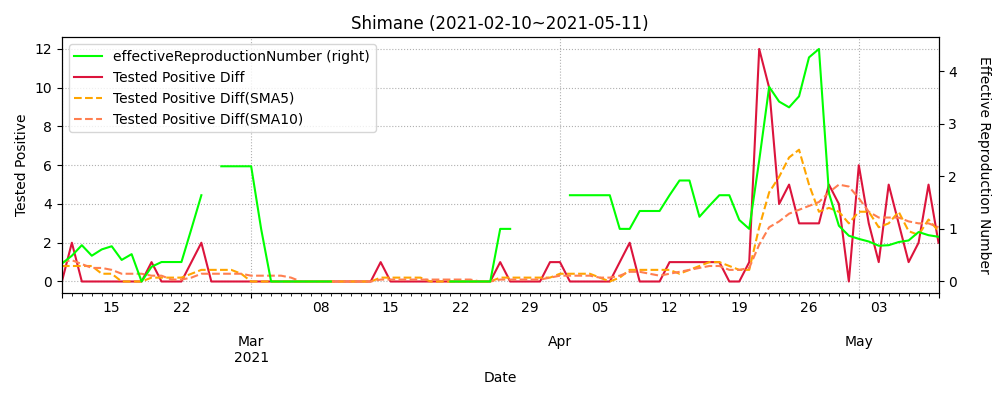 Shimane (2021-02-10~2021-05-11)
effectiveReproductionNumber (right)
Tested Positive Diff
Tested Positive Diff(SMA5)
Tested Positive Diff(SMA10)
Tested Positive
12
10
8
6
4
2
0
Effective Reproduction Number
4
3
2
1
0
15 22 08 15 22 29 05 12 19 26 03
Mar Apr May
2021
Date